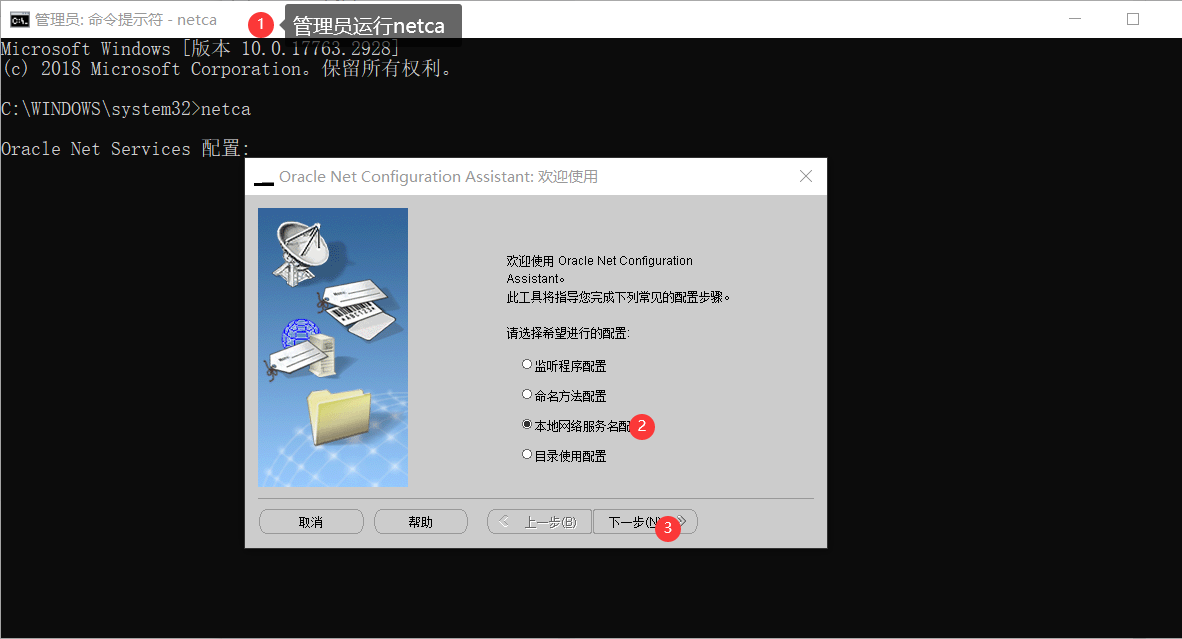 管理员: 命令提示符 - netca
1
管理员运行netca
Microsoft Windows [版本 10.0.17763.2928]
(c) 2018 Microsoft Corporation。保留所有权利。
C:\WINDOWS\system32>netca
Oracle Net Services 配置:
Oracle Net Configuration Assistant: 欢迎使用
欢迎使用 Oracle Net Configuration
Assistant。
此工具将指导您完成下列常见的配置步骤。
请选择希望进行的配置:
监听程序配置
命名方法配置
本地网络服务名配
2
目录使用配置
取消
帮助
上一步(B)
下一步(N
3